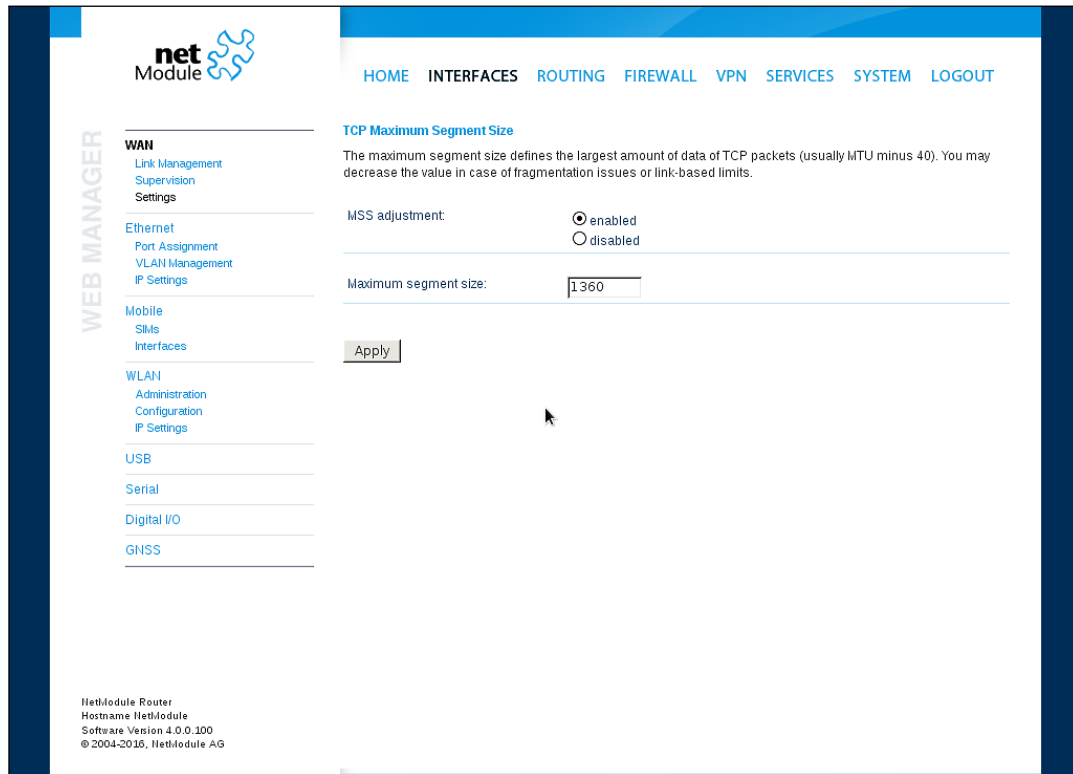 net
Module
HOME INTERFACES ROUTING FIREWALL VPN SERVICES SYSTEM LOGOUT
WEB MANAGER
WAN
Link Management
Supervision
Settings
Ethernet
Port Assignment
VLAN Management
IP Settings
Mobile
SIMs
Interfaces
WLAN
Administration
Configuration
IP Settings
USB
Serial
Digital I/O
GNSS
TCP Maximum Segment Size
The maximum segment size defines the largest amount of data of TCP packets (usually MTU minus 40). You may
decrease the value in case of fragmentation issues or link-based limits.
MSS adjustment:
enabled
disabled
Maximum segment size:
1360
Apply
NetModule Router
Hostname NetModule
Software Version 4.0.0.100
© 2004-2016, NetModule AG